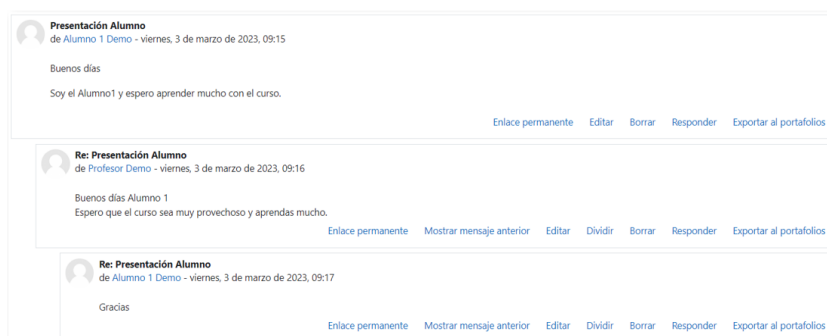 Presentación Alumno
de Alumno 1 Demo - viernes, 3 de marzo de 2023, 09:15
Buenos días
Soy el Alumno1 y espero aprender mucho con el curso.
Enlace permanente Editar Borrar Responder Exportar al portafolios
Re: Presentación Alumno
de Profesor Demo - viernes, 3 de marzo de 2023, 09:16
Buenos días Alumno 1
Espero que el curso sea muy provechoso y aprendas mucho.
Enlace permanente Mostrar mensaje anterior Editar Dividir Borrar Responder Exportar al portafolios
Re: Presentación Alumno
de Alumno 1 Demo - viernes, 3 de marzo de 2023, 09:17
Gracias
Enlace permanente Mostrar mensaje anterior Editar Dividir Borrar Responder Exportar al portafolios